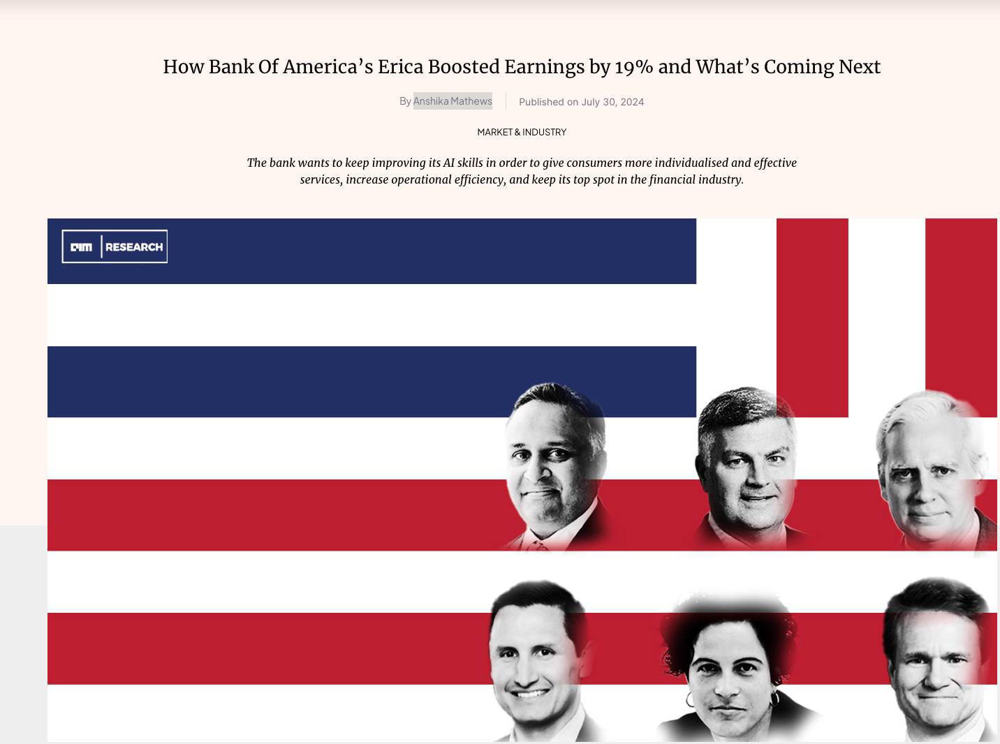 How Bank Of America’s Erica Boosted Earnings by 19% and What’s Coming Next
By Anshika Mathews
Published on July 30, 2024
MARKET & INDUSTRY
The bank wants to keep improving its AI skills in order to give consumers more individualised and effective
services, increase operational efficiency, and keep its top spot in the financial industry.
aim RESEARCH